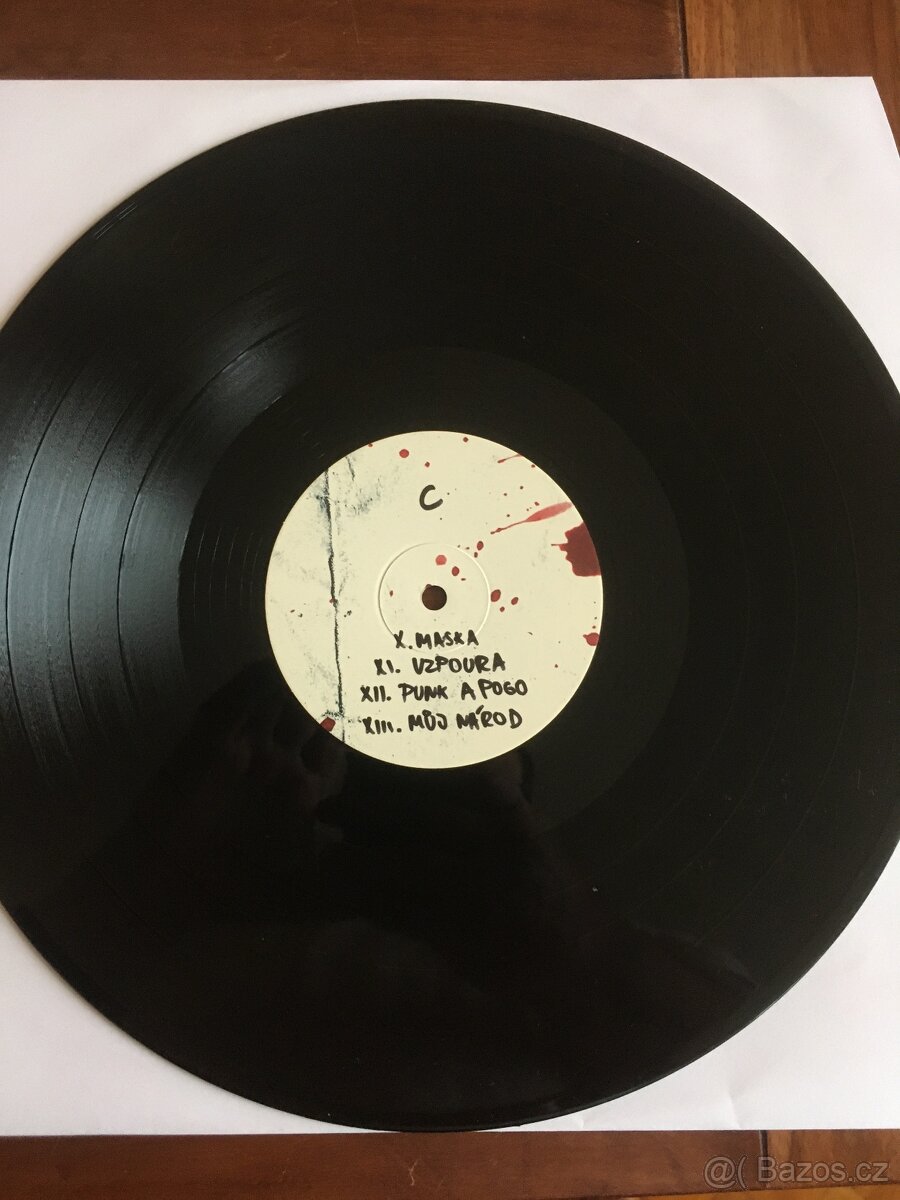 C
X. MASKA
XI. VZPOURA
XII. PUNK A POGO
XIII. MŮJ NÁROD
@( Bazos.cz